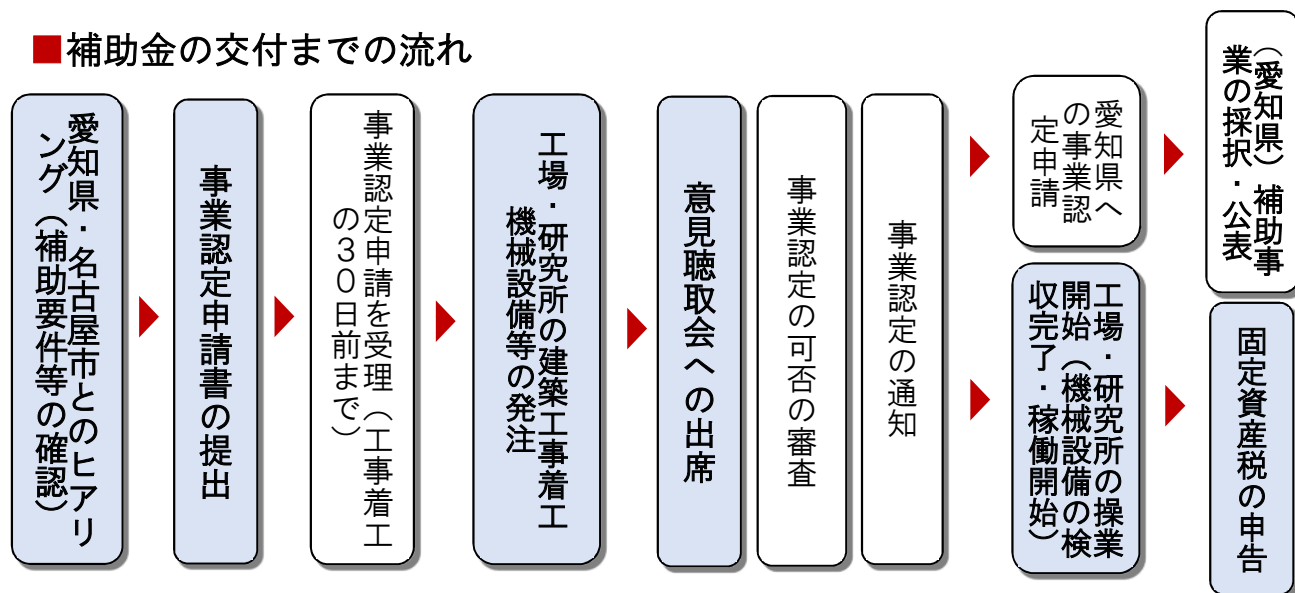 ■補助金の交付までの流れ
愛知県・名古屋市とのヒアリ
ング（補助要件等の確認）
事業認定申請書の提出
事業認定申請を受理（工事着工
の３０日前まで）
工場・研究所の建築工事着工
機械設備等の発注
意見聴取会への出席
事業認定の可否の審査
事業認定の通知
愛知県へ
の事業認
定申請
（愛知県）補助事
業の採択・公表
工場・研究所の操業
開始（機械設備の検
収完了・稼働開始）
固定資産税の申告